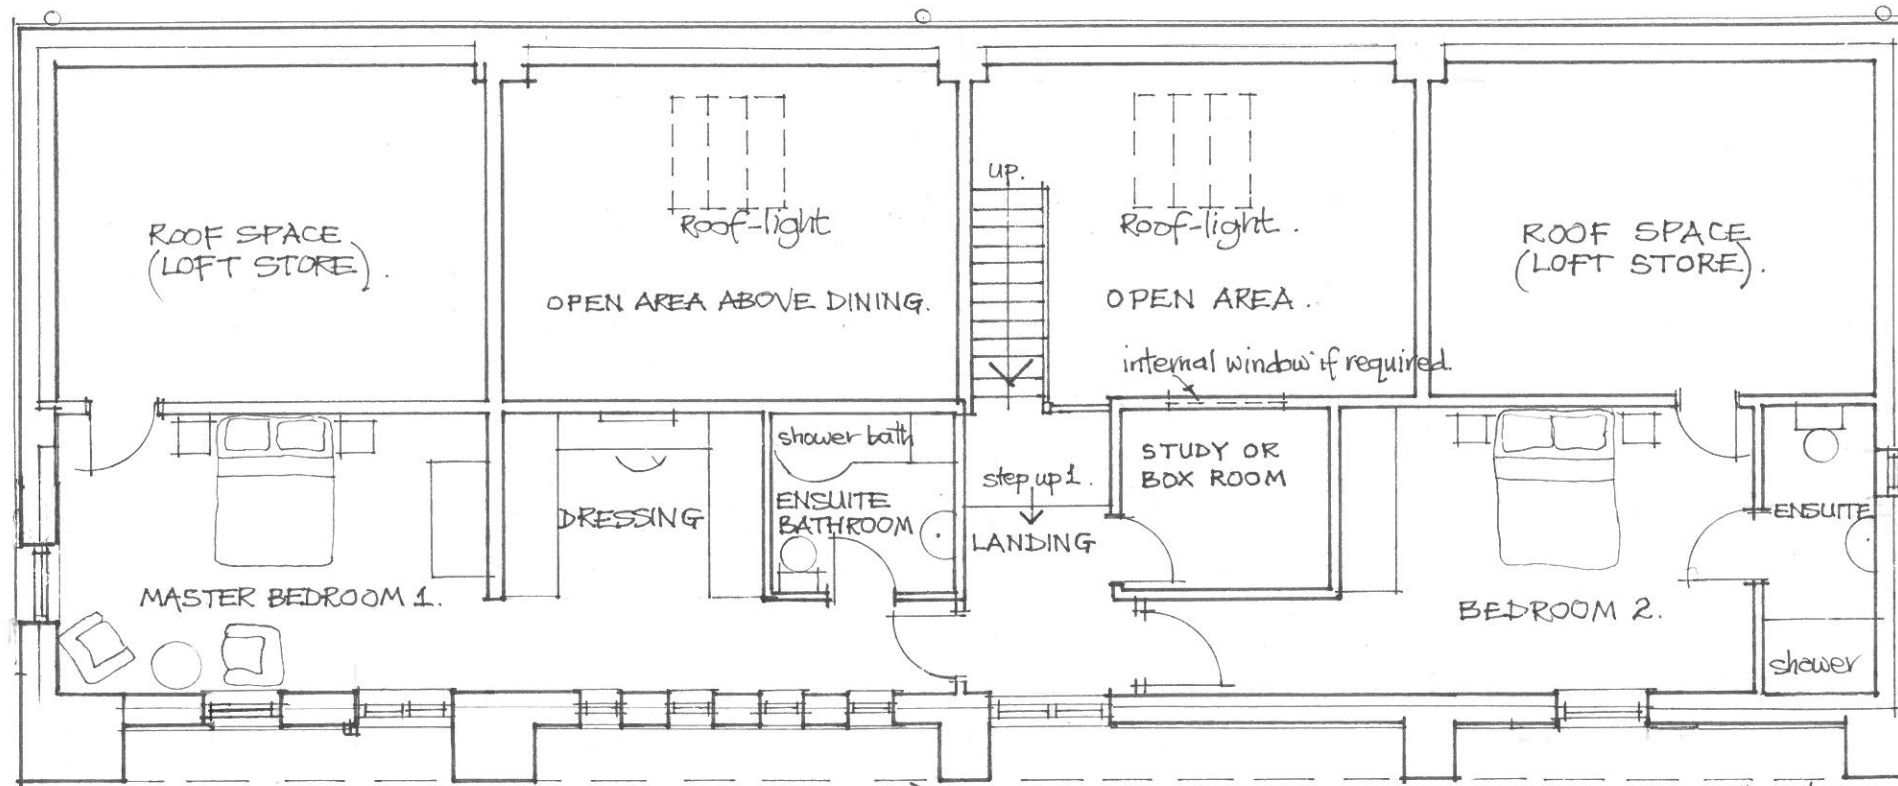 UP.
ROOF SPACE
(LOFT STORE).
Roof-light
OPEN AREA ABOVE DINING.
Roof-light.
OPEN AREA.
ROOF SPACE
(LOFT STORE).
internal window if required.
shower bath
ENSUITE
BATHROOM
DRESSING
step up 1.
LANDING
STUDY OR
BOX ROOM
ENSUITE
MASTER BEDROOM 1.
BEDROOM 2.
shower